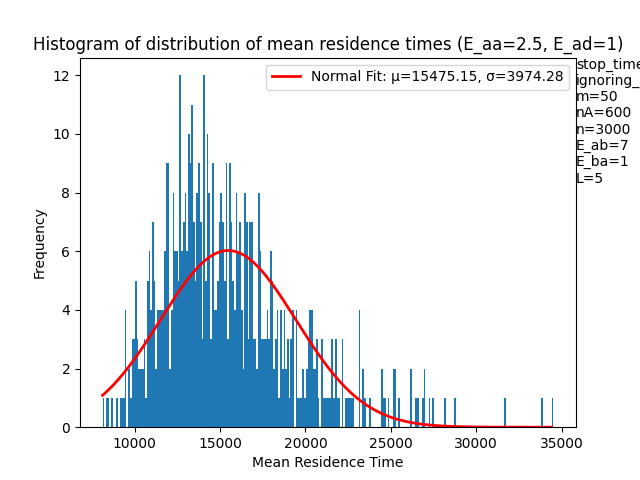 Histogram of distribution of mean residence times (E_aa=2.5, E_ad=1)
Normal Fit: μ=15475.15, σ=3974.28
stop_time
ignoring_
m=50
nA=600
n=3000
E_ab=7
E_ba=1
L=5
Frequency
12
10
8
6
4
2
0
10000 15000 20000 25000 30000 35000
Mean Residence Time